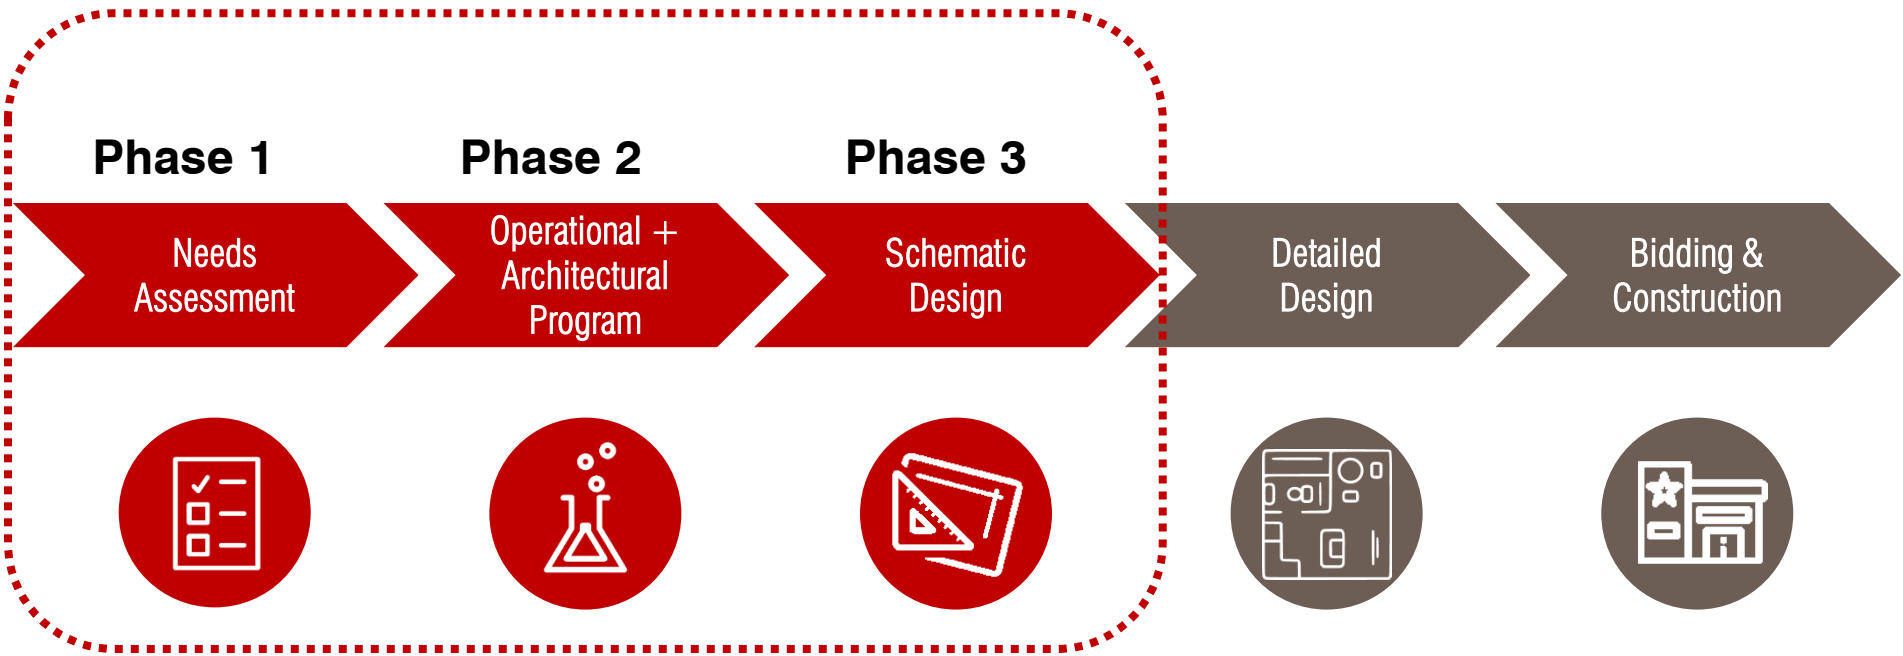 Phase 1
Phase 2
Phase 3
Needs
Assessment
Operational +
Architectural
Program
Schematic
Design
Detailed
Design
Bidding &
Construction